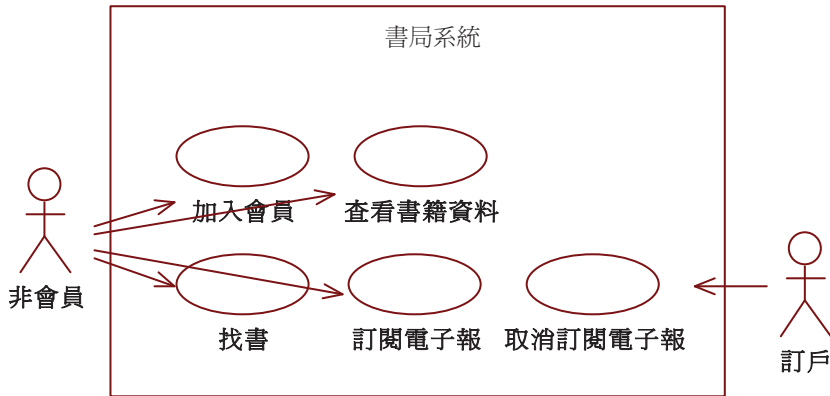 書局系統
加入會員
查看書籍資料
非會員
找書
訂閱電子報
取消訂閱電子報
訂戶